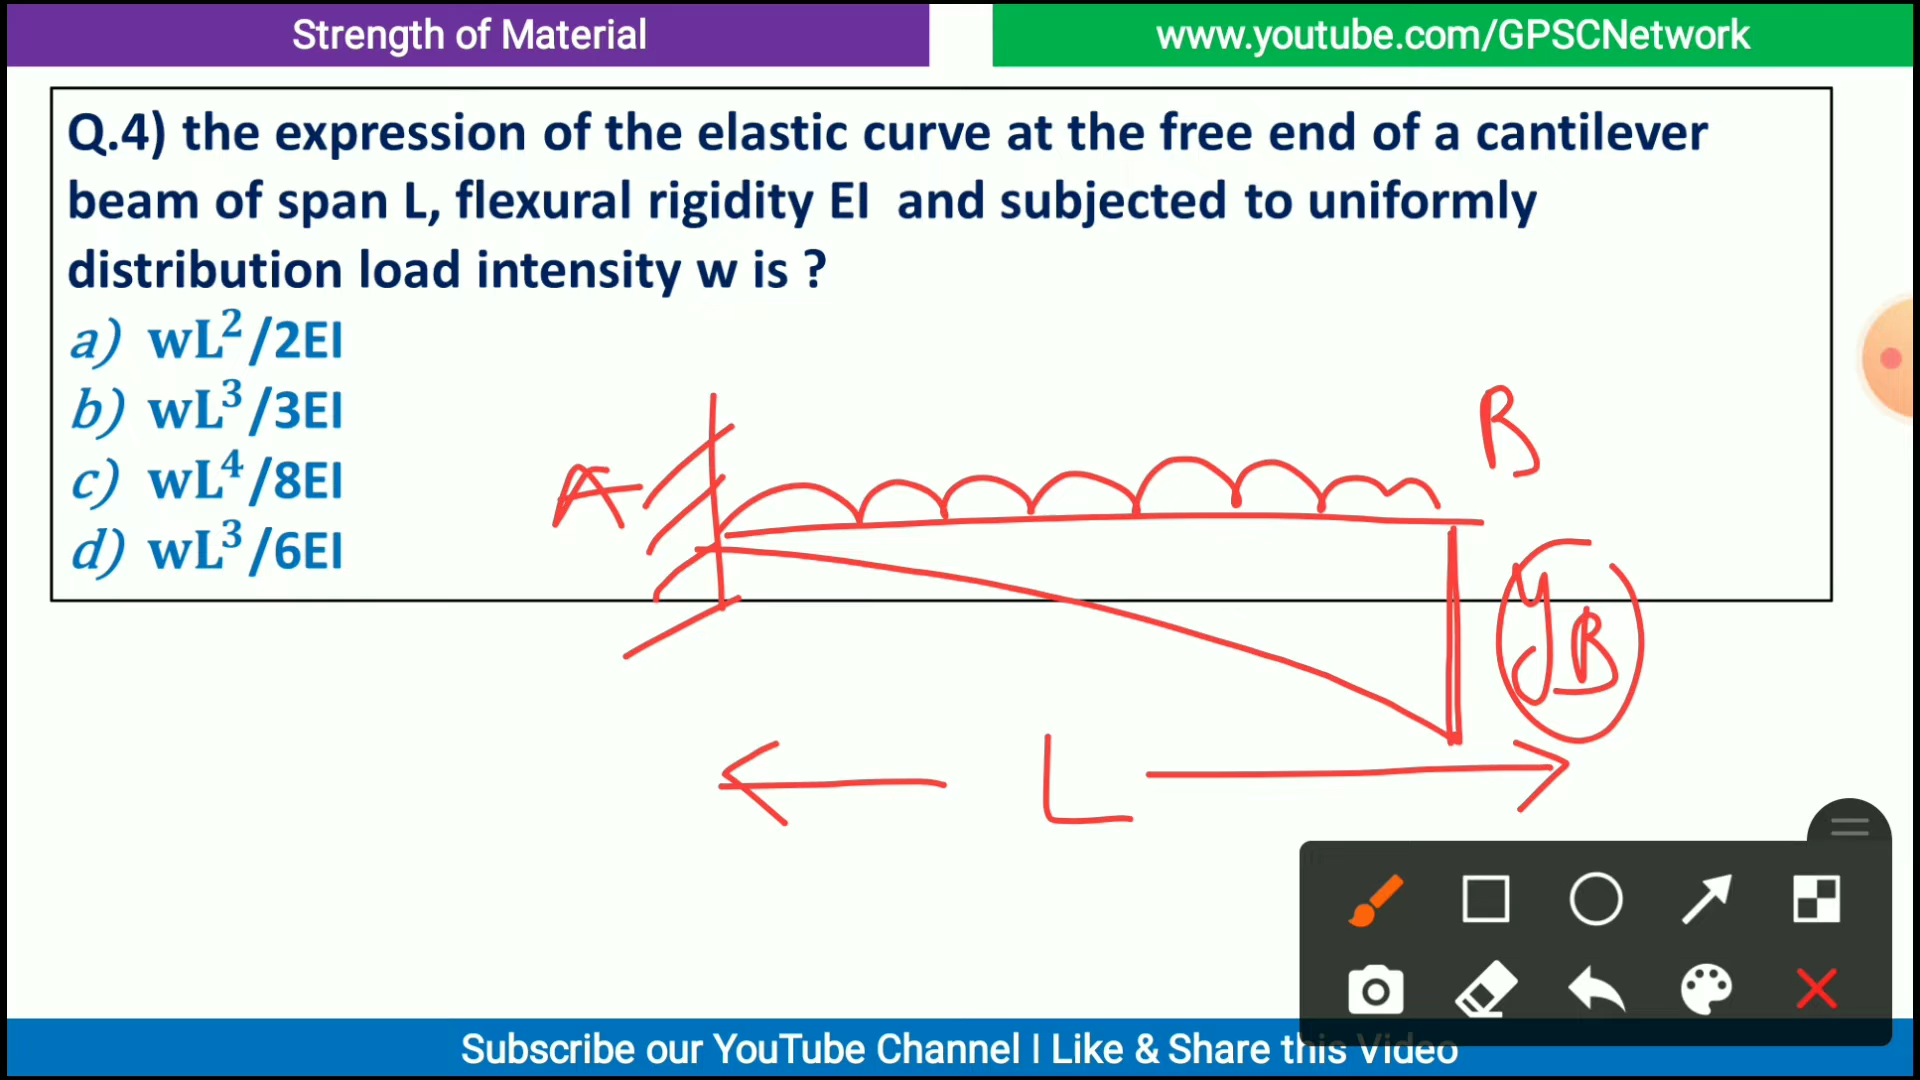 Strength of Material
www.youtube.com/GPSCNetwork
Q.4) the expression of the elastic curve at the free end of a cantilever
beam of span L, flexural rigidity EI and subjected to uniformly
distribution load intensity w is ?
a) wL²/2EI
b) wL³/3EI
c) wL⁴/8EI
d) wL³/6EI
A
B
yB
L
Subscribe our YouTube Channel | Like & Share this Video